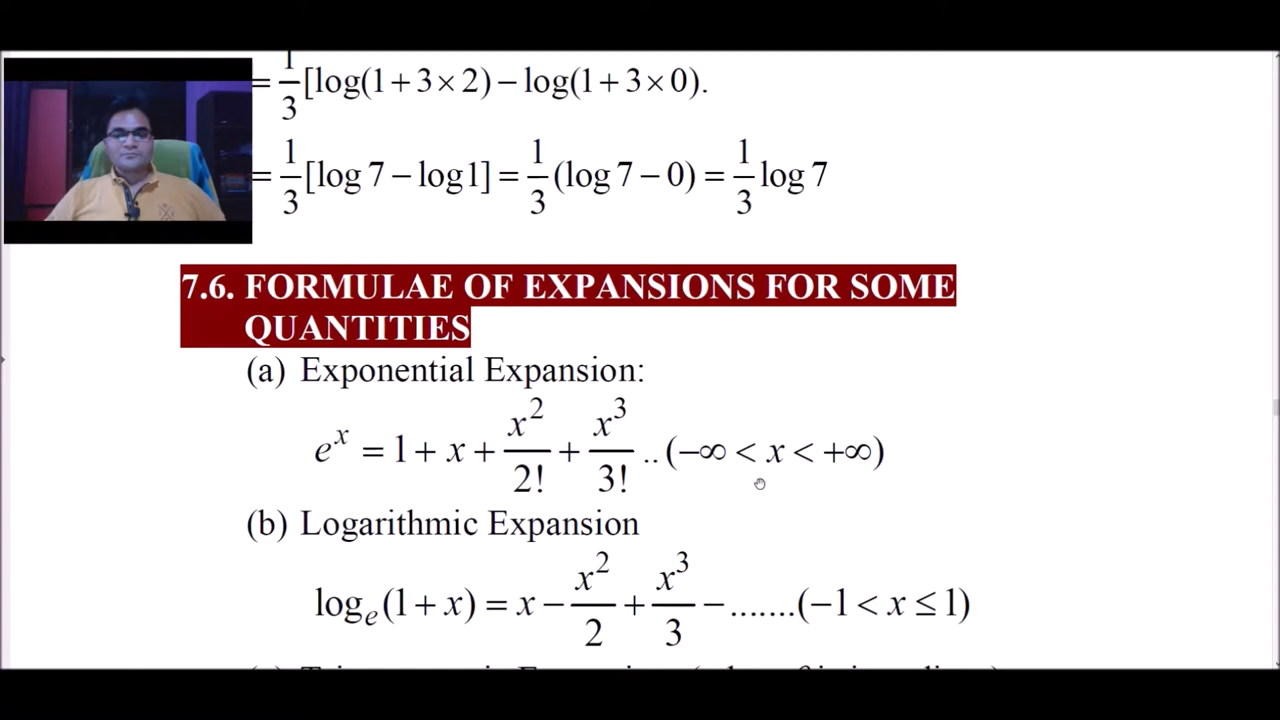 = 1/3 [log(1 + 3 × 2) − log(1 + 3 × 0).
= 1/3 [log 7 − log 1] = 1/3 (log 7 − 0) = 1/3 log 7
7.6. FORMULAE OF EXPANSIONS FOR SOME
QUANTITIES
(a) Exponential Expansion:
e^x = 1 + x + x^2/2! + x^3/3! .. (−∞ < x < +∞)
(b) Logarithmic Expansion
log_e(1 + x) = x − x^2/2 + x^3/3 − .......(−1 < x ≤ 1)